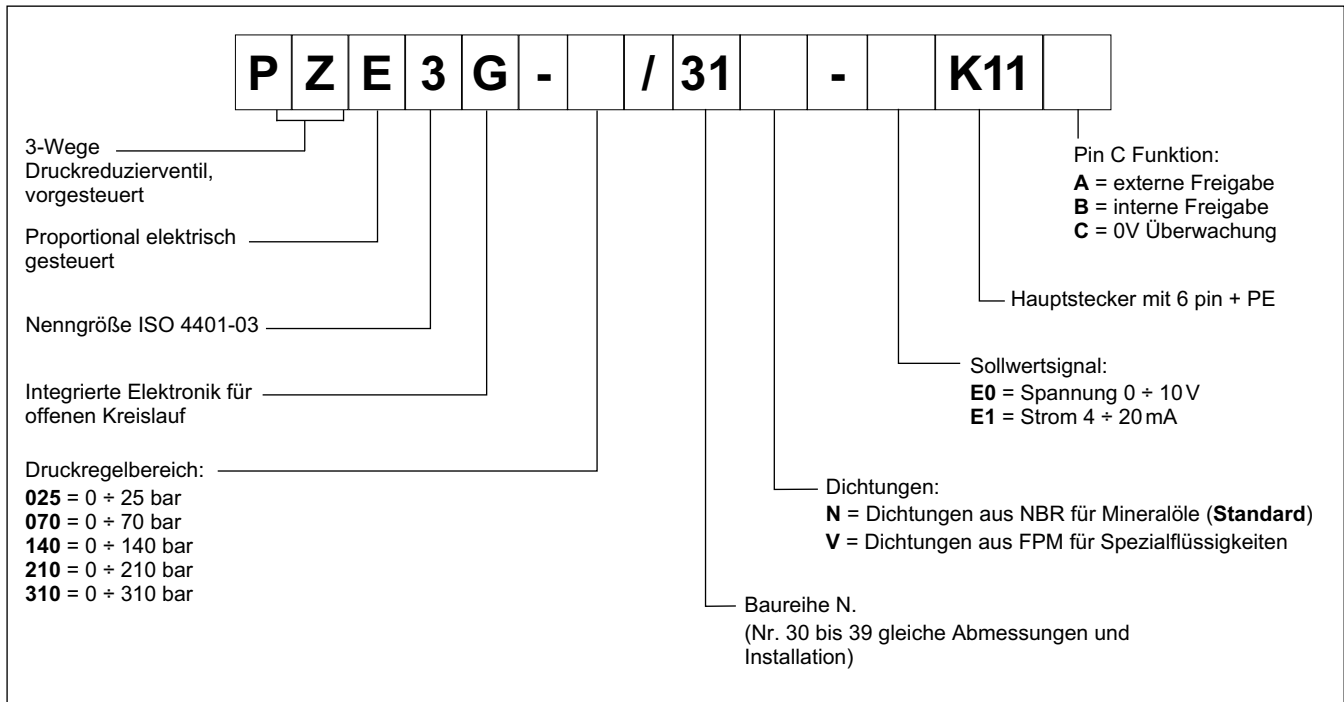 P Z E 3 G - / 31 - K11
3-Wege
Druckreduzierventil,
vorgesteuert
Proportional elektrisch
gesteuert
Nenngröße ISO 4401-03
Integrierte Elektronik für
offenen Kreislauf
Druckregelbereich:
025 = 0 ÷ 25 bar
070 = 0 ÷ 70 bar
140 = 0 ÷ 140 bar
210 = 0 ÷ 210 bar
310 = 0 ÷ 310 bar
Pin C Funktion:
A = externe Freigabe
B = interne Freigabe
C = 0V Überwachung
Hauptstecker mit 6 pin + PE
Sollwertsignal:
E0 = Spannung 0 ÷ 10 V
E1 = Strom 4 ÷ 20 mA
Dichtungen:
N = Dichtungen aus NBR für Mineralöle (Standard)
V = Dichtungen aus FPM für Spezialflüssigkeiten
Baureihe N.
(Nr. 30 bis 39 gleiche Abmessungen und
Installation)